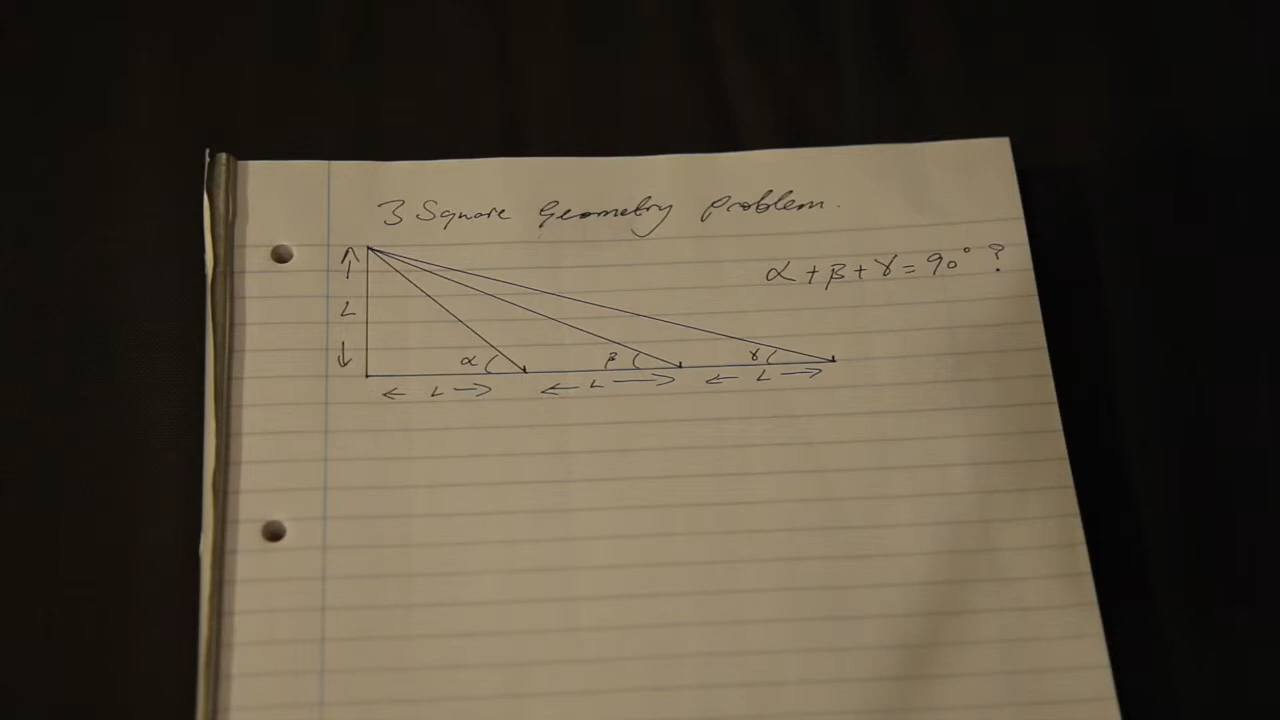 3 Square Geometry Problem.
α + β + γ = 90° ?
L
α β γ
L L L